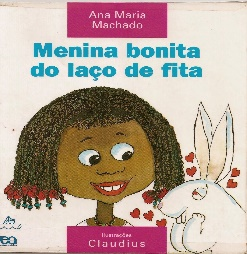 Ana Maria
Machado
Menina bonita
do laço de fita
Ilustrações
Claudius